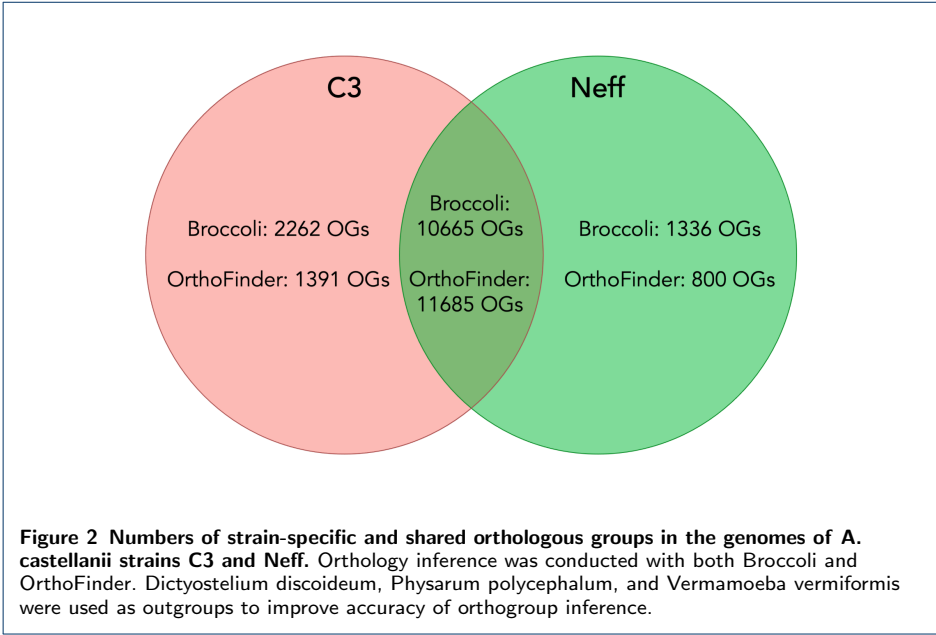 C3
Neff
Broccoli: 2262 OGs
OrthoFinder: 1391 OGs
Broccoli:
10665 OGs
OrthoFinder:
11685 OGs
Broccoli: 1336 OGs
OrthoFinder: 800 OGs
Figure 2 Numbers of strain-specific and shared orthologous groups in the genomes of A.
castellanii strains C3 and Neff. Orthology inference was conducted with both Broccoli and
OrthoFinder. Dictyostelium discoideum, Physarum polycephalum, and Vermamoeba vermiformis
were used as outgroups to improve accuracy of orthogroup inference.